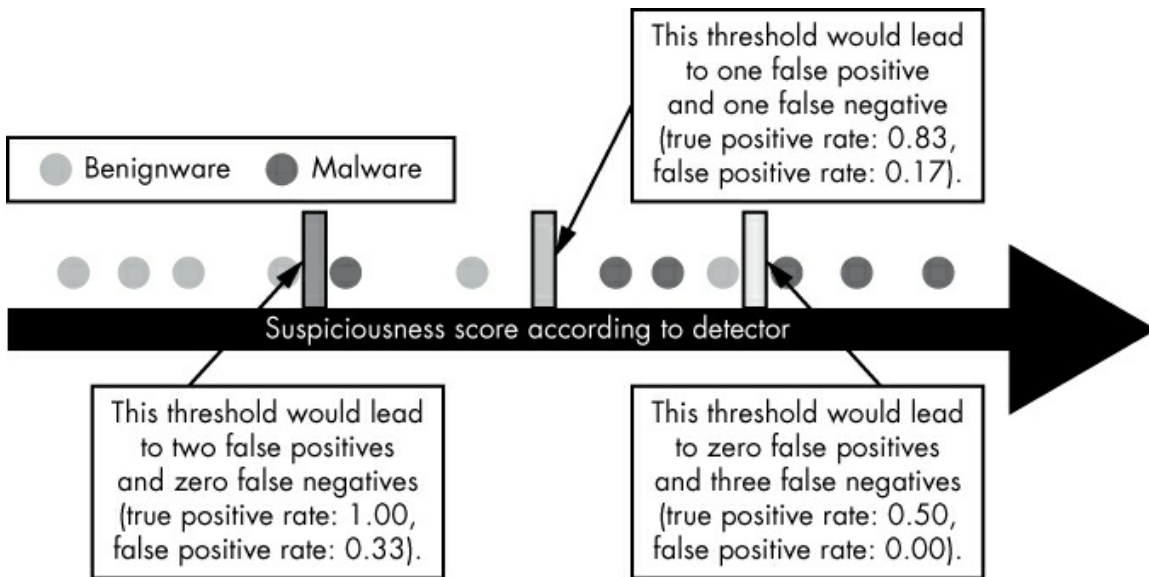 This threshold would lead
to one false positive
and one false negative
(true positive rate: 0.83,
false positive rate: 0.17).
Benignware
Malware
Suspiciousness score according to detector
This threshold would lead
to two false positives
and zero false negatives
(true positive rate: 1.00,
false positive rate: 0.33).
This threshold would lead
to zero false positives
and three false negatives
(true positive rate: 0.50,
false positive rate: 0.00).